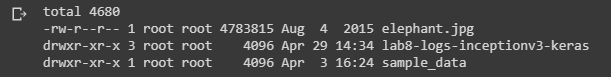 total 4680
-rw-r--r-- 1 root root 4783815 Aug  4  2015 elephant.jpg
drwxr-xr-x 3 root root    4096 Apr 29 14:34 lab8-logs-inceptionv3-keras
drwxr-xr-x 1 root root    4096 Apr  3 16:24 sample_data